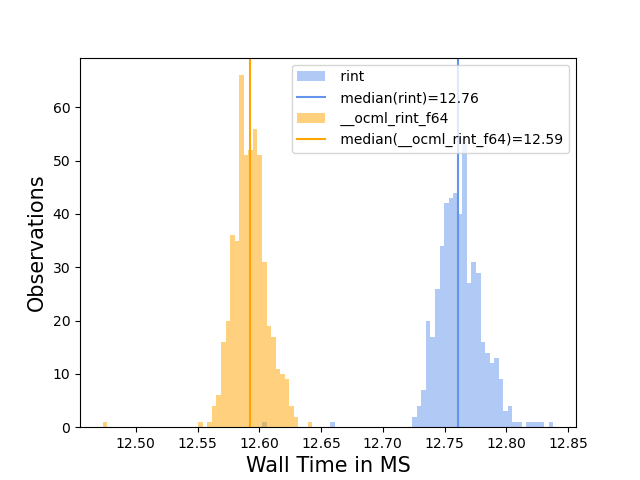 rint
median(rint)=12.76
__ocml_rint_f64
median(__ocml_rint_f64)=12.59
Observations
60
50
40
30
20
10
0
12.50 12.55 12.60 12.65 12.70 12.75 12.80 12.85
Wall Time in MS